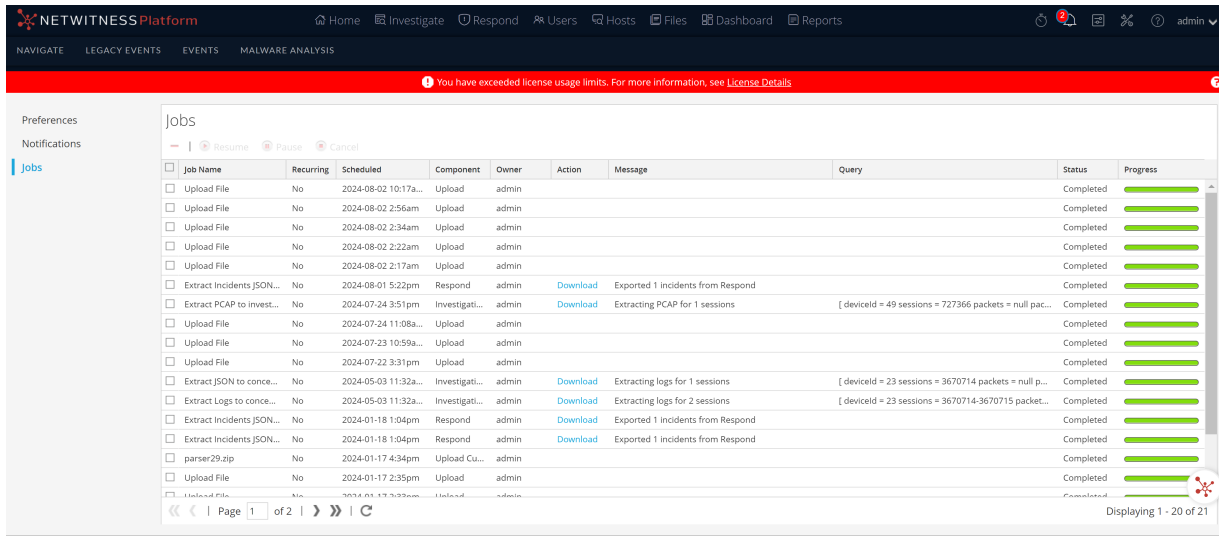 NETWITNESS Platform Home Investigate Respond Users Hosts Files Dashboard Reports 2 admin
NAVIGATE LEGACY EVENTS EVENTS MALWARE ANALYSIS
You have exceeded license usage limits. For more information, see License Details
Preferences
Notifications
Jobs
Jobs
Resume Pause Cancel
Job Name Recurring Scheduled Component Owner Action Message Query Status Progress
Upload File No 2024-08-02 10:17a... Upload admin Completed
Upload File No 2024-08-02 2:56am Upload admin Completed
Upload File No 2024-08-02 2:34am Upload admin Completed
Upload File No 2024-08-02 2:22am Upload admin Completed
Upload File No 2024-08-02 2:17am Upload admin Completed
Extract Incidents JSON... No 2024-08-01 5:22pm Respond admin Download Exported 1 incidents from Respond Completed
Extract PCAP to invest... No 2024-07-24 3:51pm Investigati... admin Download Extracting PCAP for 1 sessions [ deviceId = 49 sessions = 727366 packets = null pac... Completed
Upload File No 2024-07-24 11:08a... Upload admin Completed
Upload File No 2024-07-23 10:59a... Upload admin Completed
Upload File No 2024-07-22 3:31pm Upload admin Completed
Extract JSON to conce... No 2024-05-03 11:32a... Investigati... admin Download Extracting logs for 1 sessions [ deviceId = 23 sessions = 3670714 packets = null p... Completed
Extract Logs to conce... No 2024-05-03 11:32a... Investigati... admin Download Extracting logs for 2 sessions [ deviceId = 23 sessions = 3670714-3670715 packet... Completed
Extract Incidents JSON... No 2024-01-18 1:04pm Respond admin Download Exported 1 incidents from Respond Completed
Extract Incidents JSON... No 2024-01-18 1:04pm Respond admin Download Exported 1 incidents from Respond Completed
parser29.zip No 2024-01-17 4:34pm Upload Cu... admin Completed
Upload File No 2024-01-17 2:35pm Upload admin Completed
Upload File No 2024-01-17 2:33pm Upload admin Completed
Page 1 of 2 Displaying 1 - 20 of 21